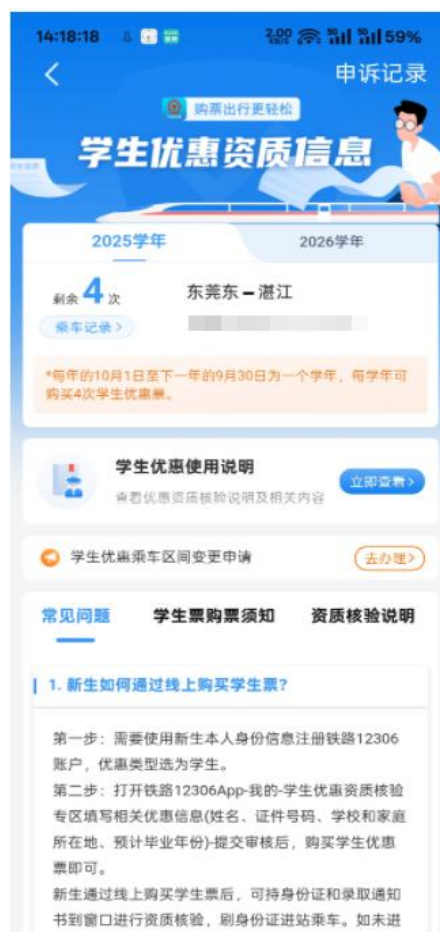 14:18:18 2.00 KB/S 5G 5G 59%
申诉记录
购票出行更轻松
学生优惠资质信息
2025学年 2026学年
剩余4次 东莞东－湛江
乘车记录>
*每年的10月1日至下一年的9月30日为一个学年，每学年可
购买4次学生优惠票。
学生优惠使用说明
查看优惠资质核验说明及相关内容
立即查看>
学生优惠乘车区间变更申请 去办理>
常见问题 学生票购票须知 资质核验说明
1. 新生如何通过线上购买学生票?
第一步：需要使用新生本人身份信息注册铁路12306
账户，优惠类型选为学生。
第二步：打开铁路12306App-我的-学生优惠资质核验
专区填写相关优惠信息(姓名、证件号码、学校和家庭
所在地、预计毕业年份)-提交审核后，购买学生优惠
票即可。
新生通过线上购买学生票后，可持身份证和录取通知
书到窗口进行资质核验，刷身份证进站乘车。如未进